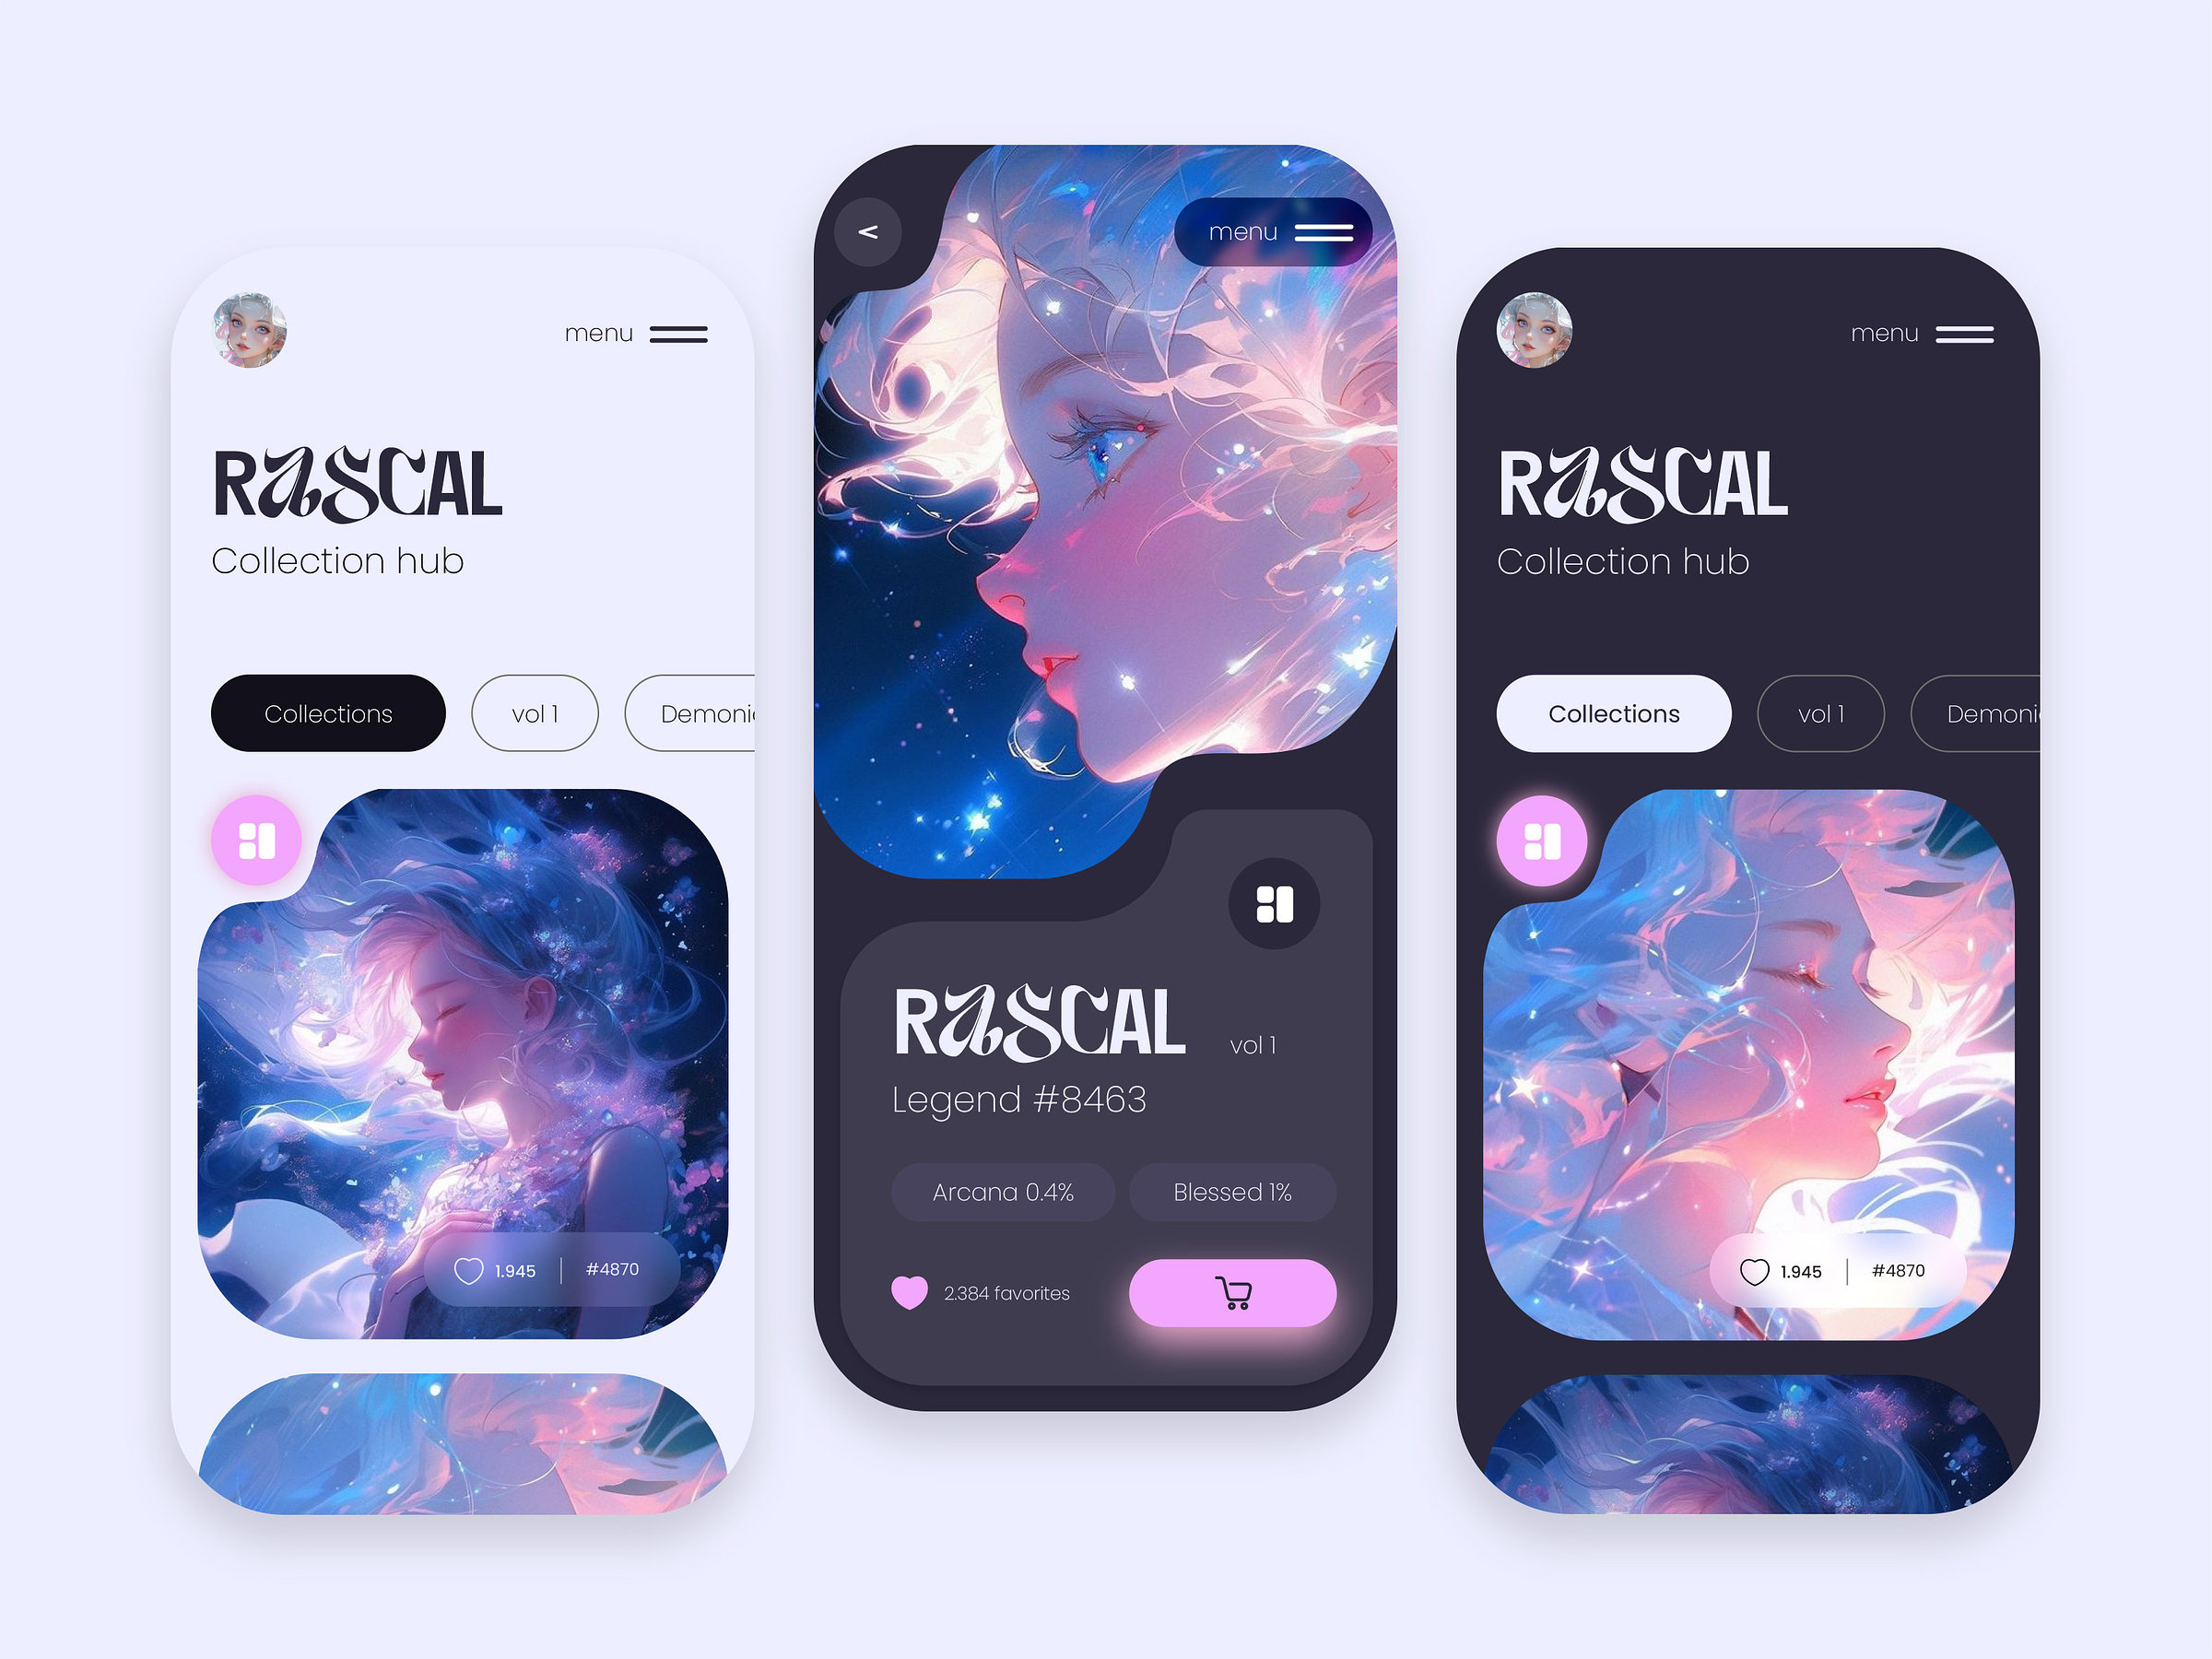 menu
RASCAL
Collection hub
Collections
vol 1
Demoni
1.945
#4870
<
menu
RASCAL
vol 1
Legend #8463
Arcana 0.4%
Blessed 1%
2.384 favorites
menu
RASCAL
Collection hub
Collections
vol 1
Demoni
1.945
#4870